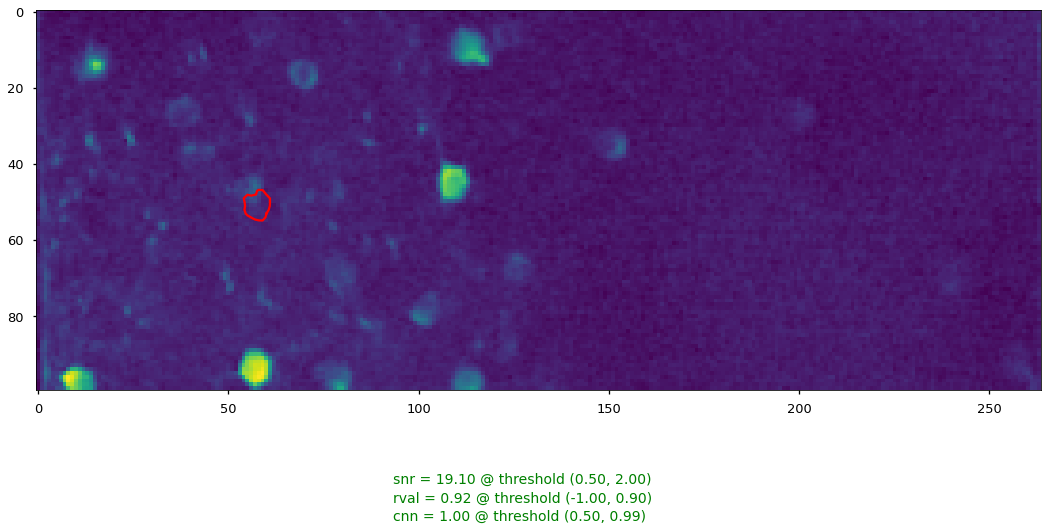 0
20
40
60
80
0 50 100 150 200 250
snr = 19.10 @ threshold (0.50, 2.00)
rval = 0.92 @ threshold (-1.00, 0.90)
cnn = 1.00 @ threshold (0.50, 0.99)